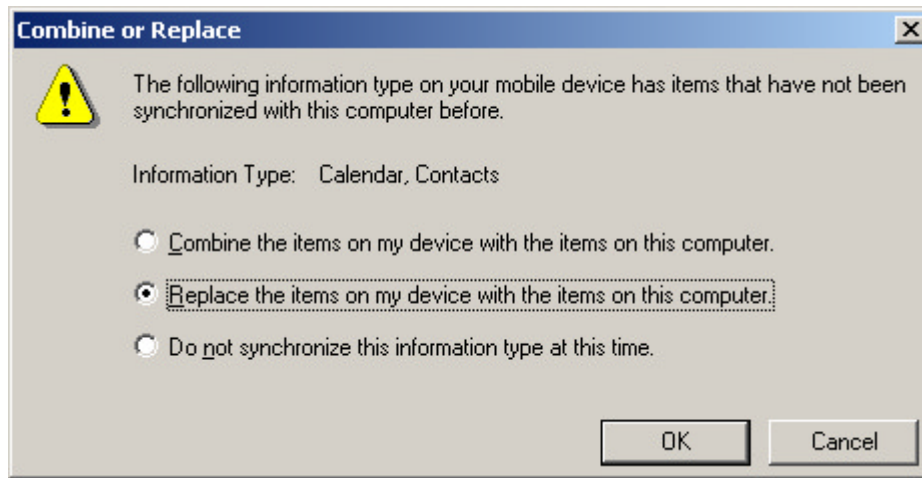 Combine or Replace
The following information type on your mobile device has items that have not been
synchronized with this computer before.
Information Type: Calendar, Contacts
Combine the items on my device with the items on this computer.
Replace the items on my device with the items on this computer.
Do not synchronize this information type at this time.
OK Cancel